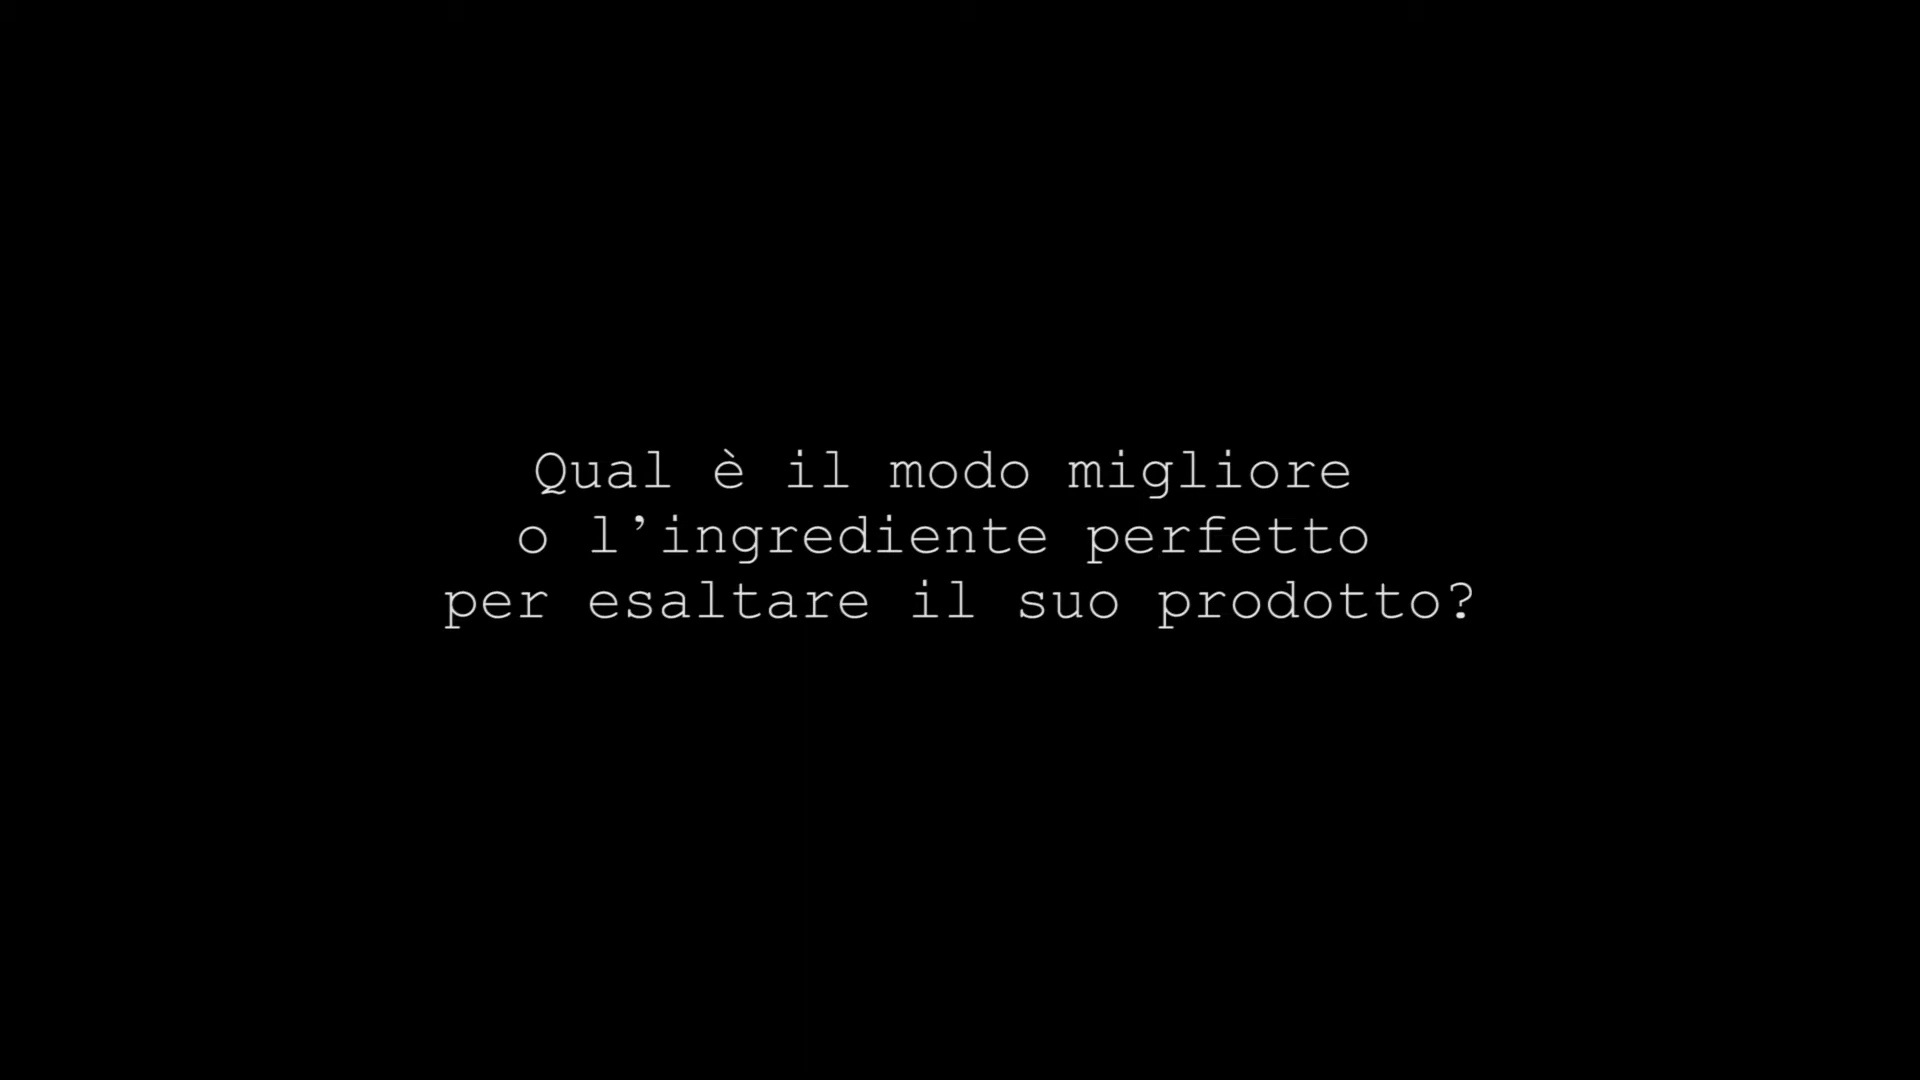 Qual è il modo migliore
o l’ingrediente perfetto
per esaltare il suo prodotto?